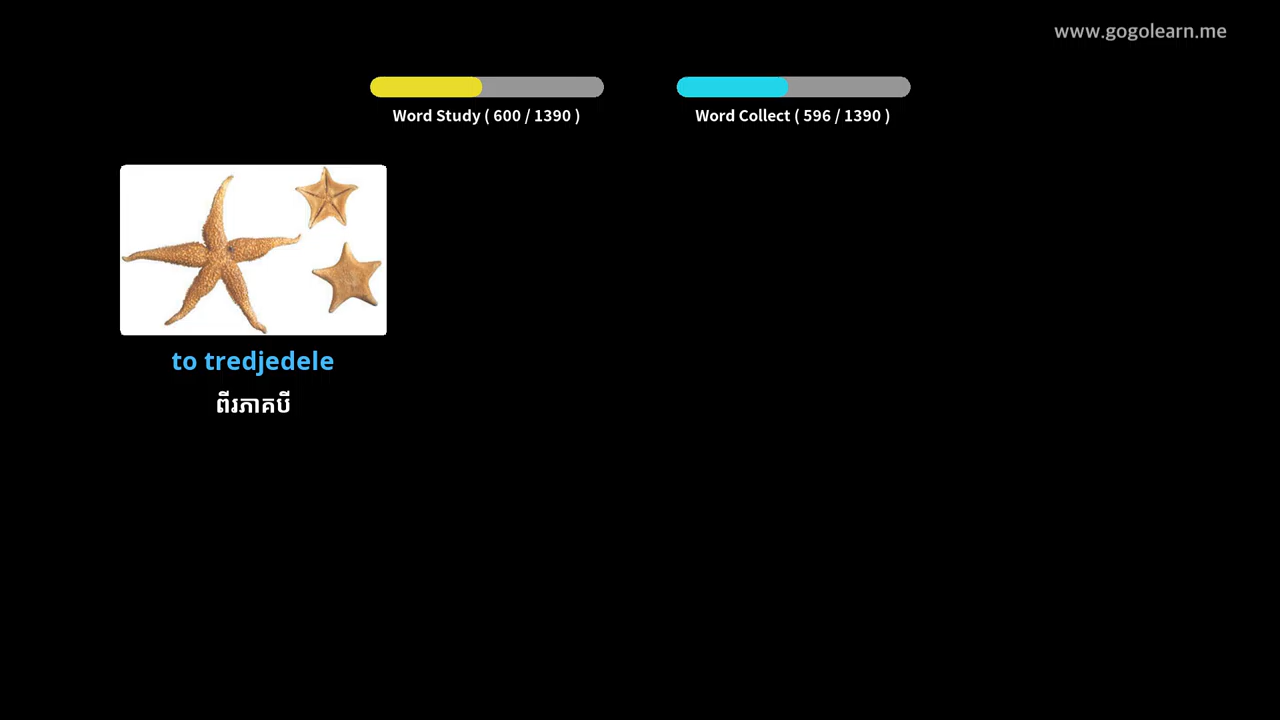 www.gogolearn.me
Word Study ( 600 / 1390 )
Word Collect ( 596 / 1390 )
to tredjedele
ពីរភាគបី